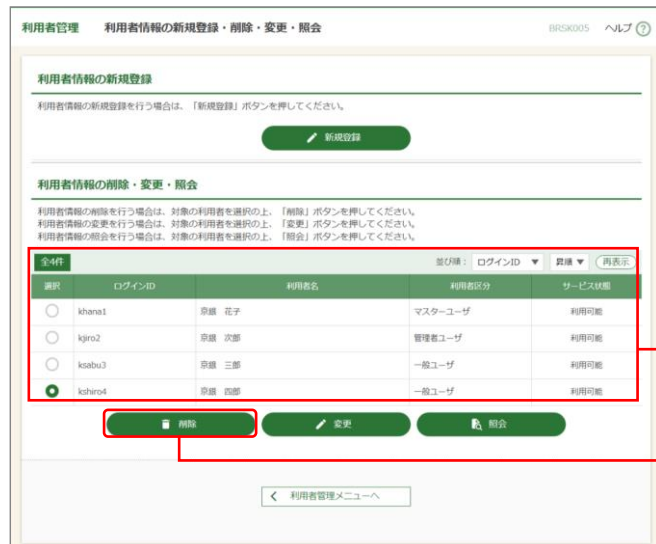 利用者管理 利用者情報の新規登録・削除・変更・照会 BRSK005 ヘルプ ?
利用者情報の新規登録
利用者情報の新規登録を行う場合は、「新規登録」ボタンを押してください。
新規登録
利用者情報の削除・変更・照会
利用者情報の削除を行う場合は、対象の利用者を選択の上、「削除」ボタンを押してください。
利用者情報の変更を行う場合は、対象の利用者を選択の上、「変更」ボタンを押してください。
利用者情報の照会を行う場合は、対象の利用者を選択の上、「照会」ボタンを押してください。
全4件 並び順： ログインID ▼ 昇順 ▼ 再表示
選択 ログインID 利用者名 利用者区分 サービス状態
khana1 京銀 花子 マスターユーザ 利用可能
kjiro2 京銀 次郎 管理者ユーザ 利用可能
ksabu3 京銀 三郎 一般ユーザ 利用可能
kshiro4 京銀 四郎 一般ユーザ 利用可能
削除 変更 照会
利用者管理メニューへ